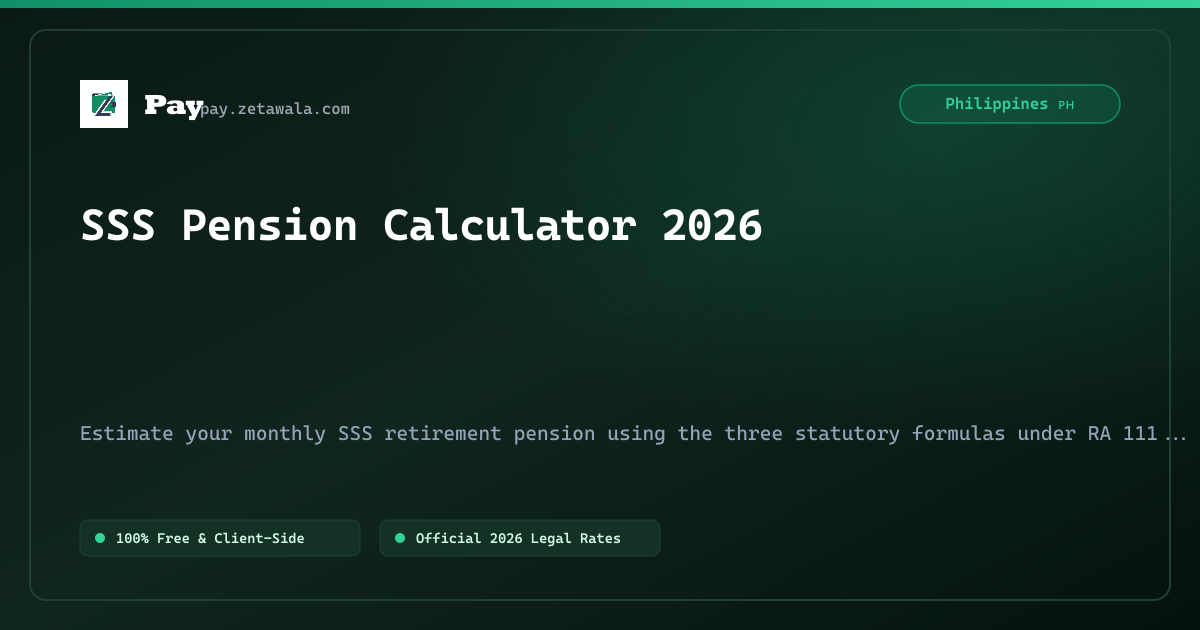 Pay pay.zetawala.com
Philippines PH
SSS Pension Calculator 2026
Estimate your monthly SSS retirement pension using the three statutory formulas under RA 111...
100% Free & Client-Side
Official 2026 Legal Rates